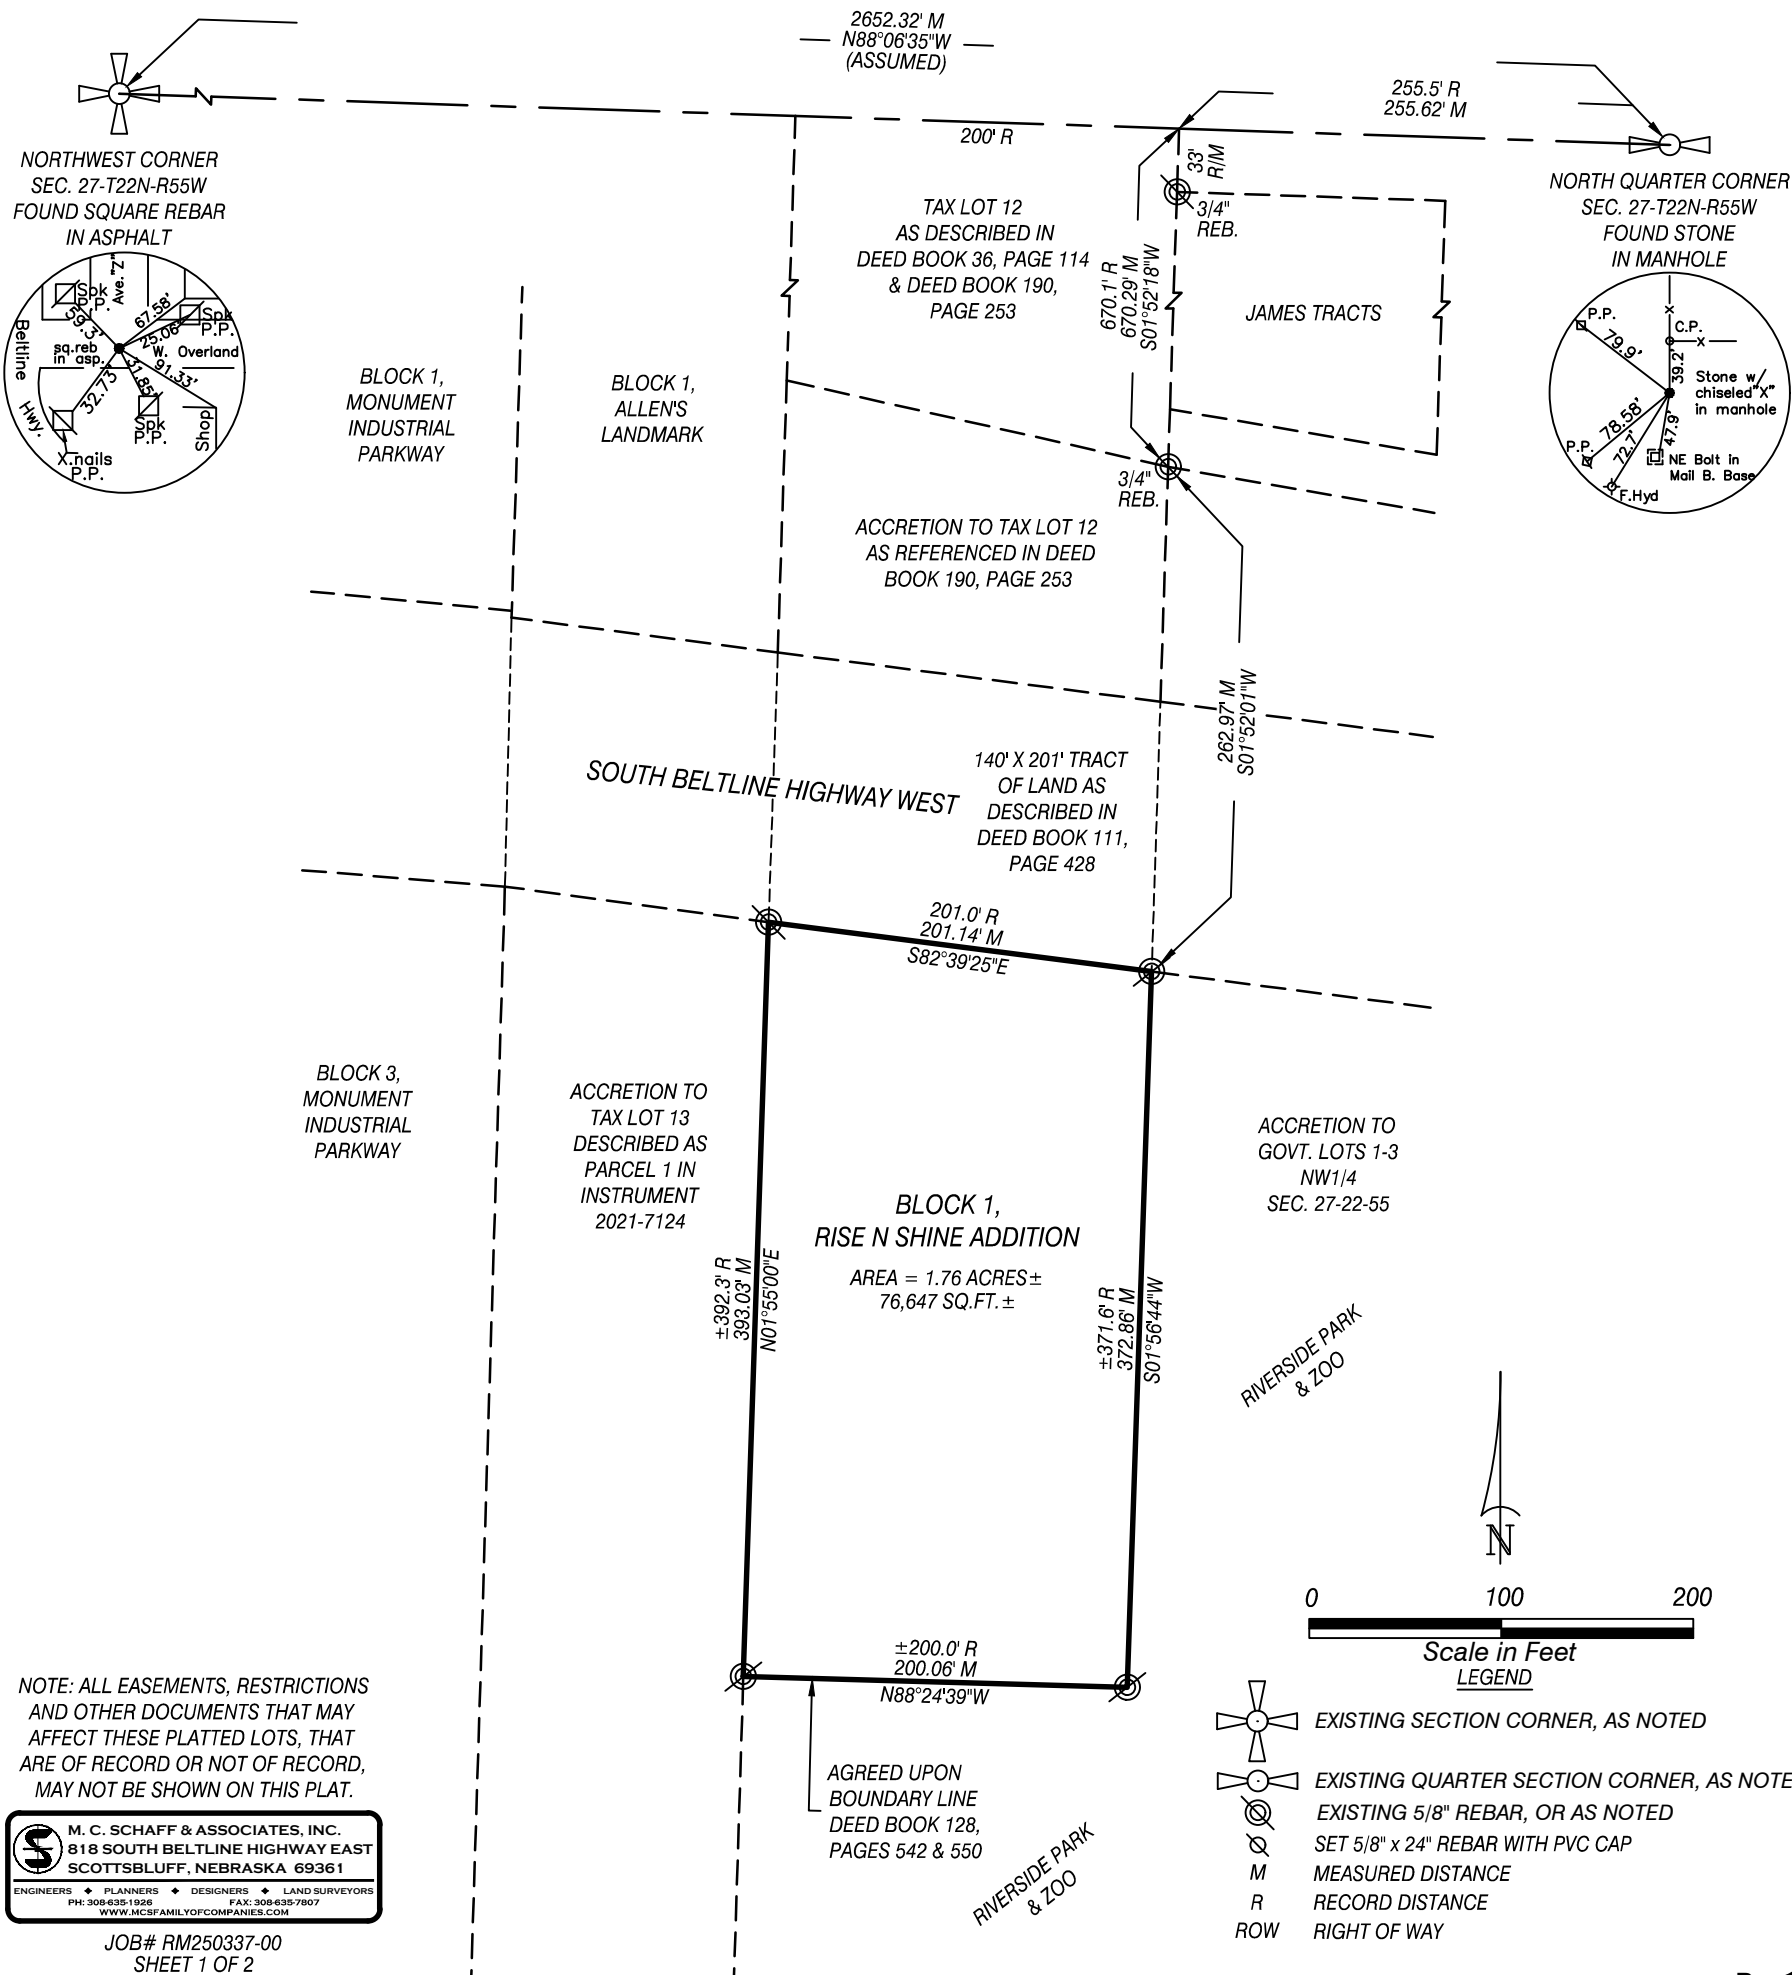 2652.32' M
N88°06'35"W
(ASSUMED)
255.5' R
255.62' M
200' R
33'
R/M
3/4"
REB.
NORTHWEST CORNER
SEC. 27-T22N-R55W
FOUND SQUARE REBAR
IN ASPHALT
NORTH QUARTER CORNER
SEC. 27-T22N-R55W
FOUND STONE
IN MANHOLE
TAX LOT 12
AS DESCRIBED IN
DEED BOOK 36, PAGE 114
& DEED BOOK 190,
PAGE 253
670.1' R
670.29' M
S01°52'18"W
JAMES TRACTS
Ave. "Z"
Spk
P.P.
59.3'
67.58'
25.06'
Spk
P.P.
Beltline
Hwy.
sq.reb
in asp.
W. Overland
91.33'
31.85'
32.73'
Spk
P.P.
Shop
X.nails
P.P.
P.P.
79.9'
C.P.
x
x
39.2'
Stone w/
chiseled"X"
in manhole
78.58'
72.7'
47.9'
P.P.
NE Bolt in
Mail B. Base
F.Hyd
BLOCK 1,
MONUMENT
INDUSTRIAL
PARKWAY
BLOCK 1,
ALLEN'S
LANDMARK
3/4"
REB.
ACCRETION TO TAX LOT 12
AS REFERENCED IN DEED
BOOK 190, PAGE 253
262.97' M
S01°52'01"W
SOUTH BELTLINE HIGHWAY WEST
140' X 201' TRACT
OF LAND AS
DESCRIBED IN
DEED BOOK 111,
PAGE 428
201.0' R
201.14' M
S82°39'25"E
BLOCK 3,
MONUMENT
INDUSTRIAL
PARKWAY
ACCRETION TO
TAX LOT 13
DESCRIBED AS
PARCEL 1 IN
INSTRUMENT
2021-7124
ACCRETION TO
GOVT. LOTS 1-3
NW1/4
SEC. 27-22-55
BLOCK 1,
RISE N SHINE ADDITION
AREA = 1.76 ACRES±
76,647 SQ.FT.±
±392.3' R
393.03' M
N01°55'00"E
±371.6' R
372.86' M
S01°56'44"W
RIVERSIDE PARK
& ZOO
N
0 100 200
Scale in Feet
±200.0' R
200.06' M
N88°24'39"W
AGREED UPON
BOUNDARY LINE
DEED BOOK 128,
PAGES 542 & 550
RIVERSIDE PARK
& ZOO
LEGEND
EXISTING SECTION CORNER, AS NOTED
EXISTING QUARTER SECTION CORNER, AS NOTE
EXISTING 5/8" REBAR, OR AS NOTED
SET 5/8" x 24" REBAR WITH PVC CAP
M MEASURED DISTANCE
R RECORD DISTANCE
ROW RIGHT OF WAY
NOTE: ALL EASEMENTS, RESTRICTIONS
AND OTHER DOCUMENTS THAT MAY
AFFECT THESE PLATTED LOTS, THAT
ARE OF RECORD OR NOT OF RECORD,
MAY NOT BE SHOWN ON THIS PLAT.
M. C. SCHAFF & ASSOCIATES, INC.
818 SOUTH BELTLINE HIGHWAY EAST
SCOTTSBLUFF, NEBRASKA 69361
ENGINEERS ◆ PLANNERS ◆ DESIGNERS ◆ LAND SURVEYORS
PH: 308-635-1926 FAX: 308-635-7807
WWW.MCSFAMILYOFCOMPANIES.COM
JOB# RM250337-00
SHEET 1 OF 2